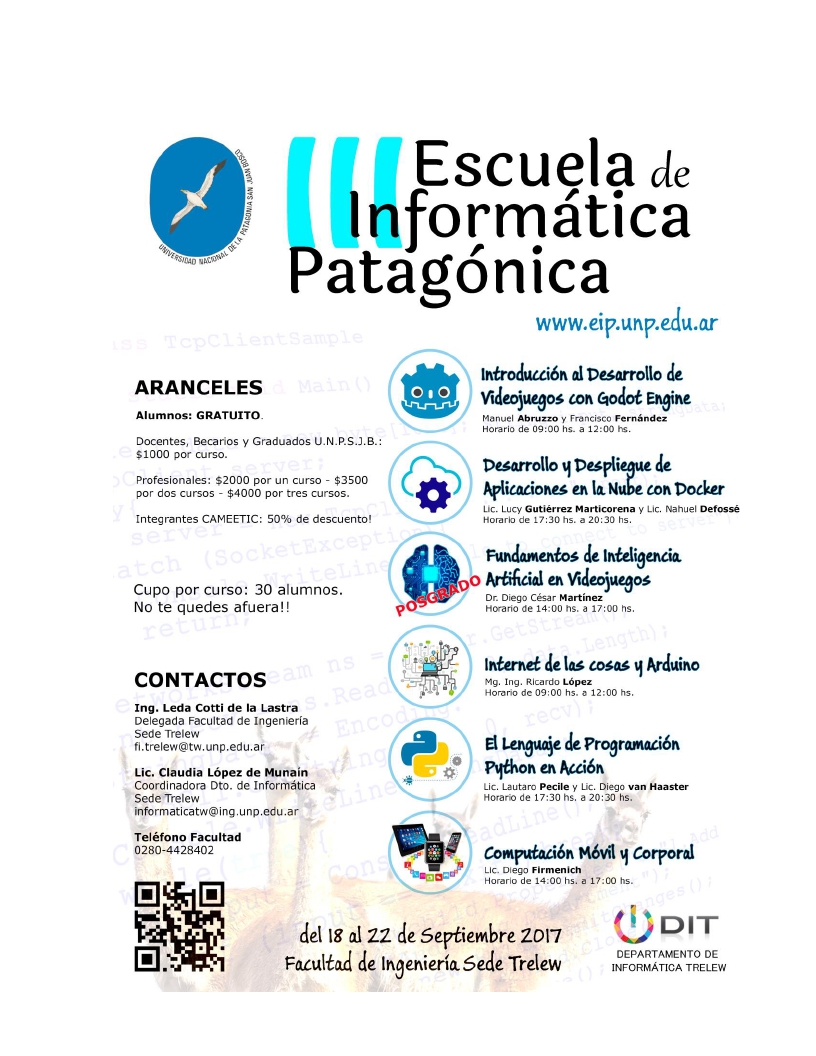 UNIVERSIDAD NACIONAL DE LA PATAGONIA SAN JUAN BOSCO
III Escuela de
Informática
Patagónica
www.eip.unp.edu.ar
ARANCELES
Alumnos: GRATUITO.
Docentes, Becarios y Graduados U.N.P.S.J.B.:
$1000 por curso.
Profesionales: $2000 por un curso - $3500
por dos cursos - $4000 por tres cursos.
Integrantes CAMEETIC: 50% de descuento!
Cupo por curso: 30 alumnos.
No te quedes afuera!!
CONTACTOS
Ing. Leda Cotti de la Lastra
Delegada Facultad de Ingeniería
Sede Trelew
fi.trelew@tw.unp.edu.ar
Lic. Claudia López de Munain
Coordinadora Dto. de Informática
Sede Trelew
informaticatw@ing.unp.edu.ar
Teléfono Facultad
0280-4428402
Introducción al Desarrollo de
Videojuegos con Godot Engine
Manuel Abruzzo y Francisco Fernández
Horario de 09:00 hs. a 12:00 hs.
Desarrollo y Despliegue de
Aplicaciones en la Nube con Docker
Lic. Lucy Gutiérrez Marticorena y Lic. Nahuel Defossé
Horario de 17:30 hs. a 20:30 hs.
POSGRADO
Fundamentos de Inteligencia
Artificial en Videojuegos
Dr. Diego César Martínez
Horario de 14:00 hs. a 17:00 hs.
Internet de las cosas y Arduino
Mg. Ing. Ricardo López
Horario de 09:00 hs. a 12:00 hs.
El Lenguaje de Programación
Python en Acción
Lic. Lautaro Pecile y Lic. Diego van Haaster
Horario de 17:30 hs. a 20:30 hs.
Computación Móvil y Corporal
Lic. Diego Firmenich
Horario de 14:00 hs. a 17:00 hs.
del 18 al 22 de Septiembre 2017
Facultad de Ingeniería Sede Trelew
DIT
DEPARTAMENTO DE
INFORMÁTICA TRELEW